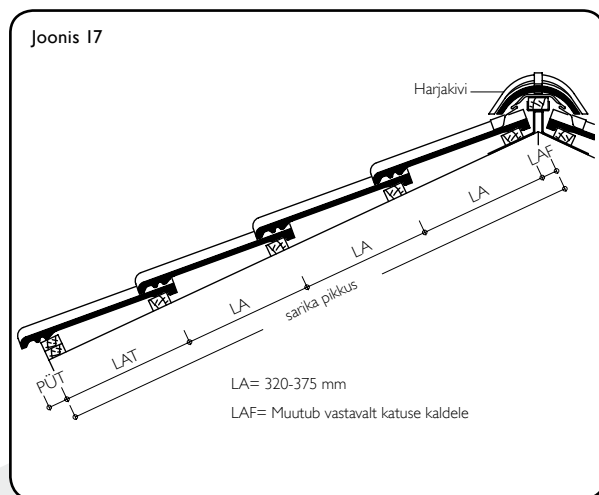 Joonis 17
Harjakivi
LAF
LA
LA
LA
sarika pikkus
LAT
PÜT
LA= 320-375 mm
LAF= Muutub vastavalt katuse kaldele